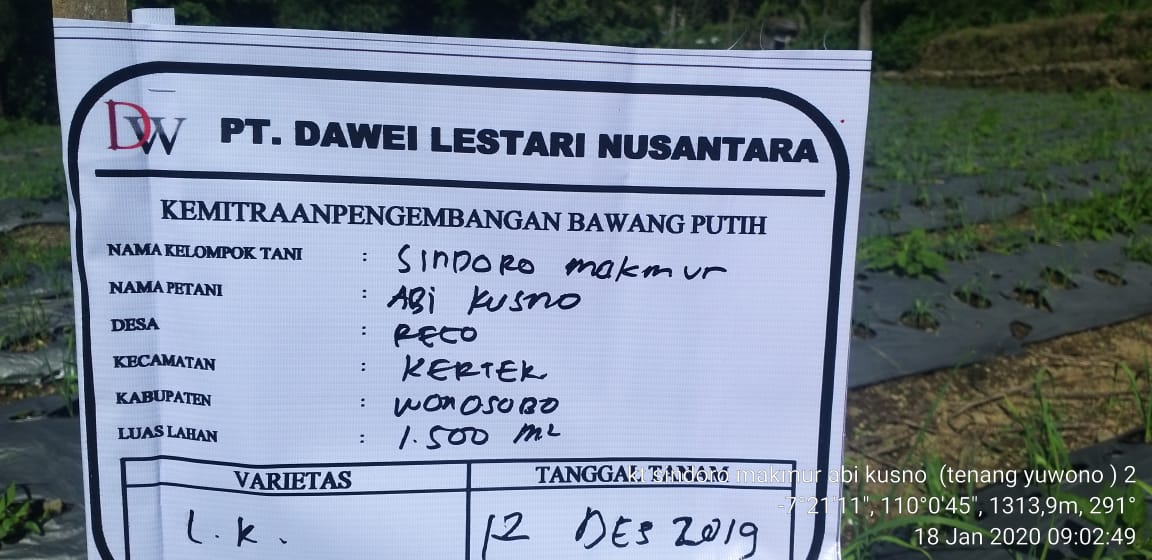 DW PT. DAWEI LESTARI NUSANTARA
KEMITRAANPENGEMBANGAN BAWANG PUTIH
NAMA KELOMPOK TANI : SINDORO makmur
NAMA PETANI : ABi KUSNO
DESA : RECO
KECAMATAN : KERTEK
KABUPATEN : WONOSOBO
LUAS LAHAN : 1.500 m2
VARIETAS TANGGAL TANAM
L.K. 12 DES 2019
kt sindoro makmur abi kusno (tenang yuwono ) 2
-7°21'11", 110°0'45", 1313,9m, 291°
18 Jan 2020 09:02:49